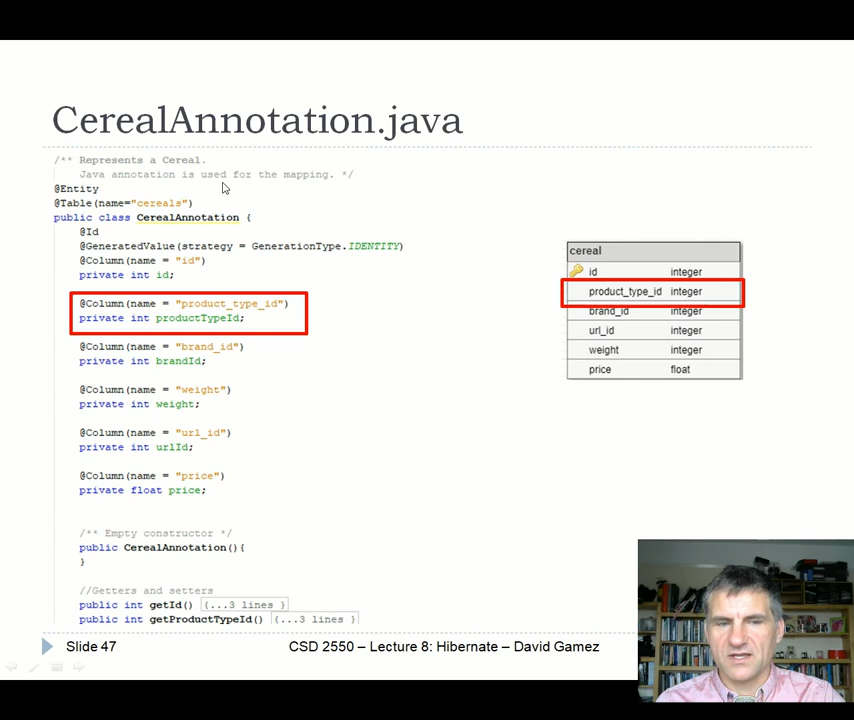 CerealAnnotation.java
/** Represents a Cereal.
Java annotation is used for the mapping. */
@Entity
@Table(name="cereals")
public class CerealAnnotation {
@Id
@GeneratedValue(strategy = GenerationType.IDENTITY)
@Column(name = "id")
private int id;
@Column(name = "product_type_id")
private int productTypeId;
@Column(name = "brand_id")
private int brandId;
@Column(name = "weight")
private int weight;
@Column(name = "url_id")
private int urlId;
@Column(name = "price")
private float price;
/** Empty constructor */
public CerealAnnotation(){
}
//Getters and setters
public int getId() {...3 lines }
public int getProductTypeId() {...3 lines }
cereal
id integer
product_type_id integer
brand_id integer
url_id integer
weight integer
price float
Slide 47
CSD 2550 – Lecture 8: Hibernate – David Gamez